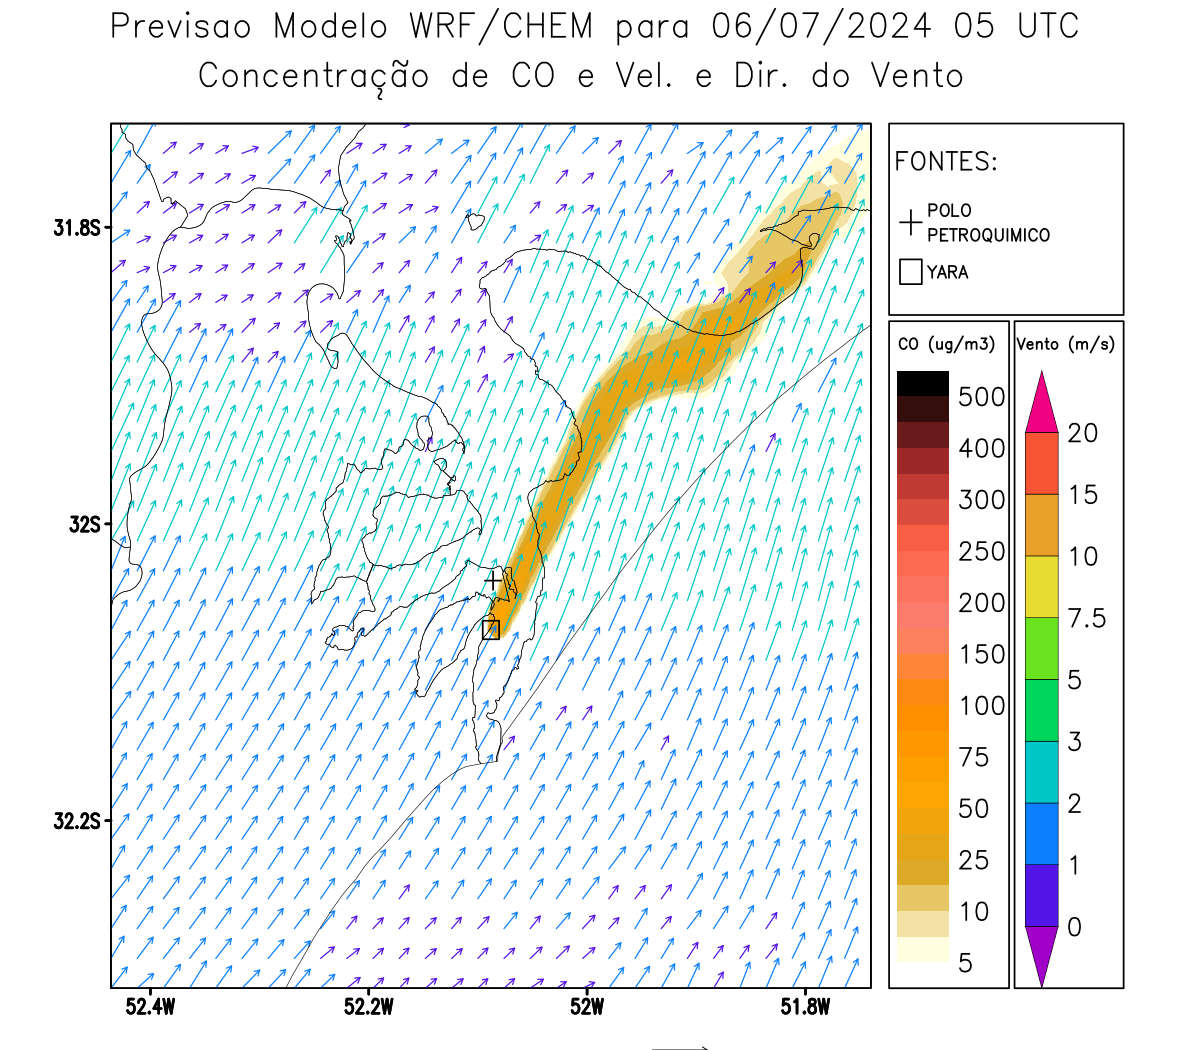 Previsao Modelo WRF/CHEM para 06/07/2024 05 UTC
Concentração de CO e Vel. e Dir. do Vento
FONTES:
POLO
PETROQUIMICO
YARA
CO (ug/m3)
500
400
300
250
200
150
100
75
50
25
10
5
Vento (m/s)
20
15
10
7.5
5
3
2
1
0
31.8S
32S
32.2S
52.4W 52.2W 52W 51.8W